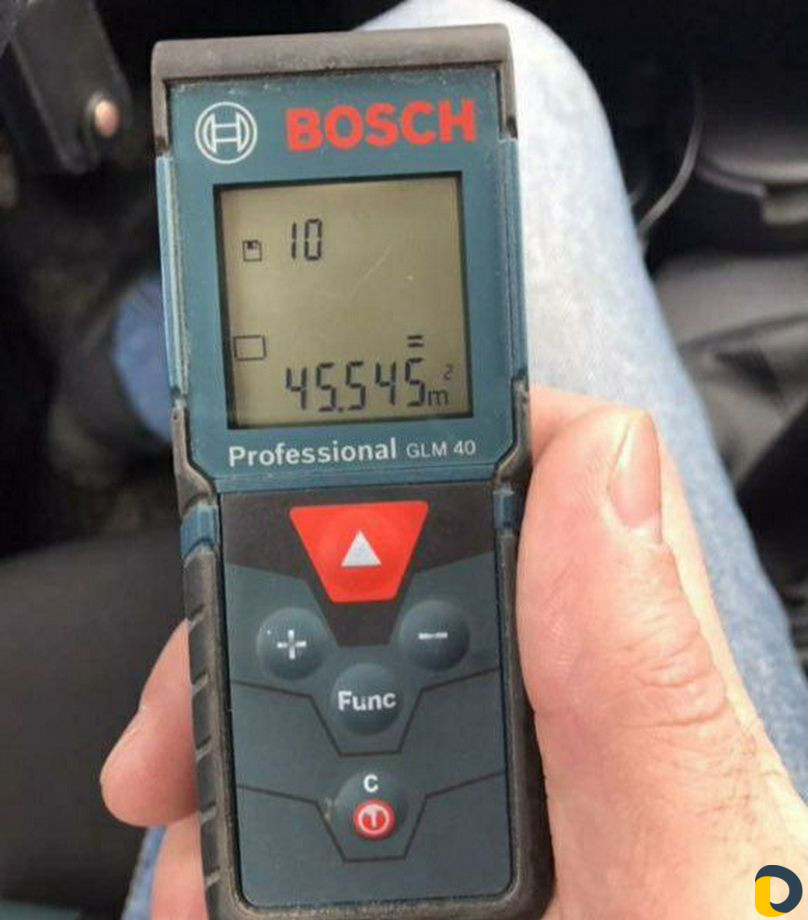 BOSCH
10
=
45.545m²
Professional GLM 40
+ −
Func
C